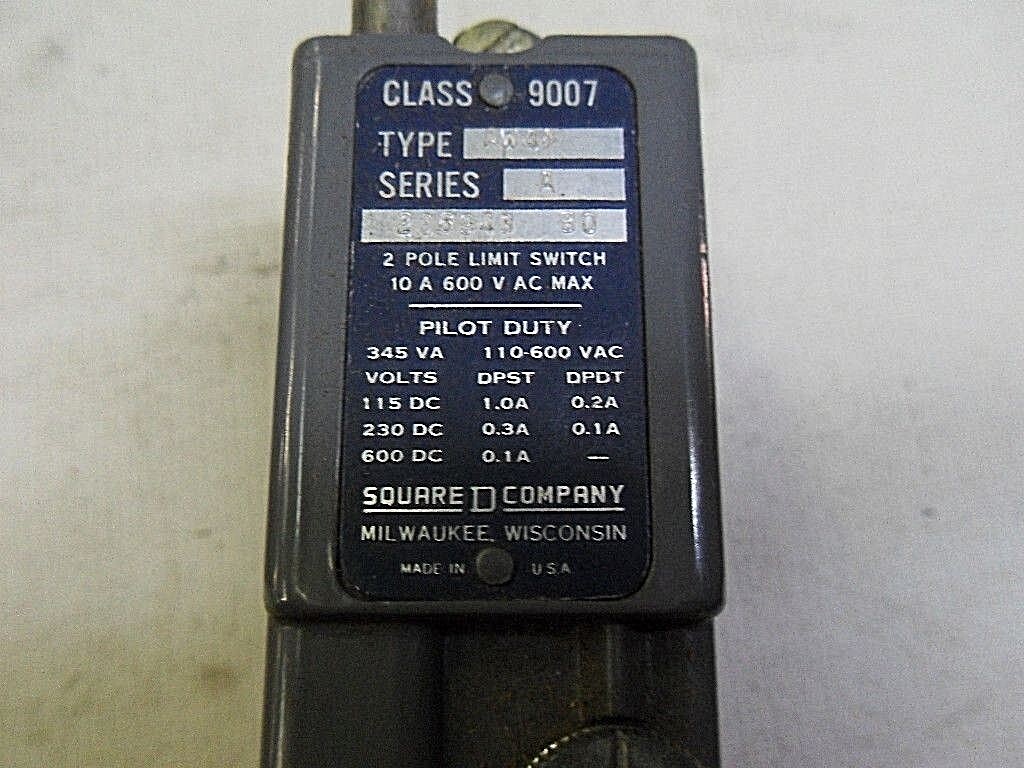 CLASS 9007
TYPE
SERIES A
2 POLE LIMIT SWITCH
10 A 600 V AC MAX
PILOT DUTY
345 VA 110-600 VAC
VOLTS DPST DPDT
115 DC 1.0A 0.2A
230 DC 0.3A 0.1A
600 DC 0.1A —
SQUARE D COMPANY
MILWAUKEE, WISCONSIN
MADE IN U.S.A.